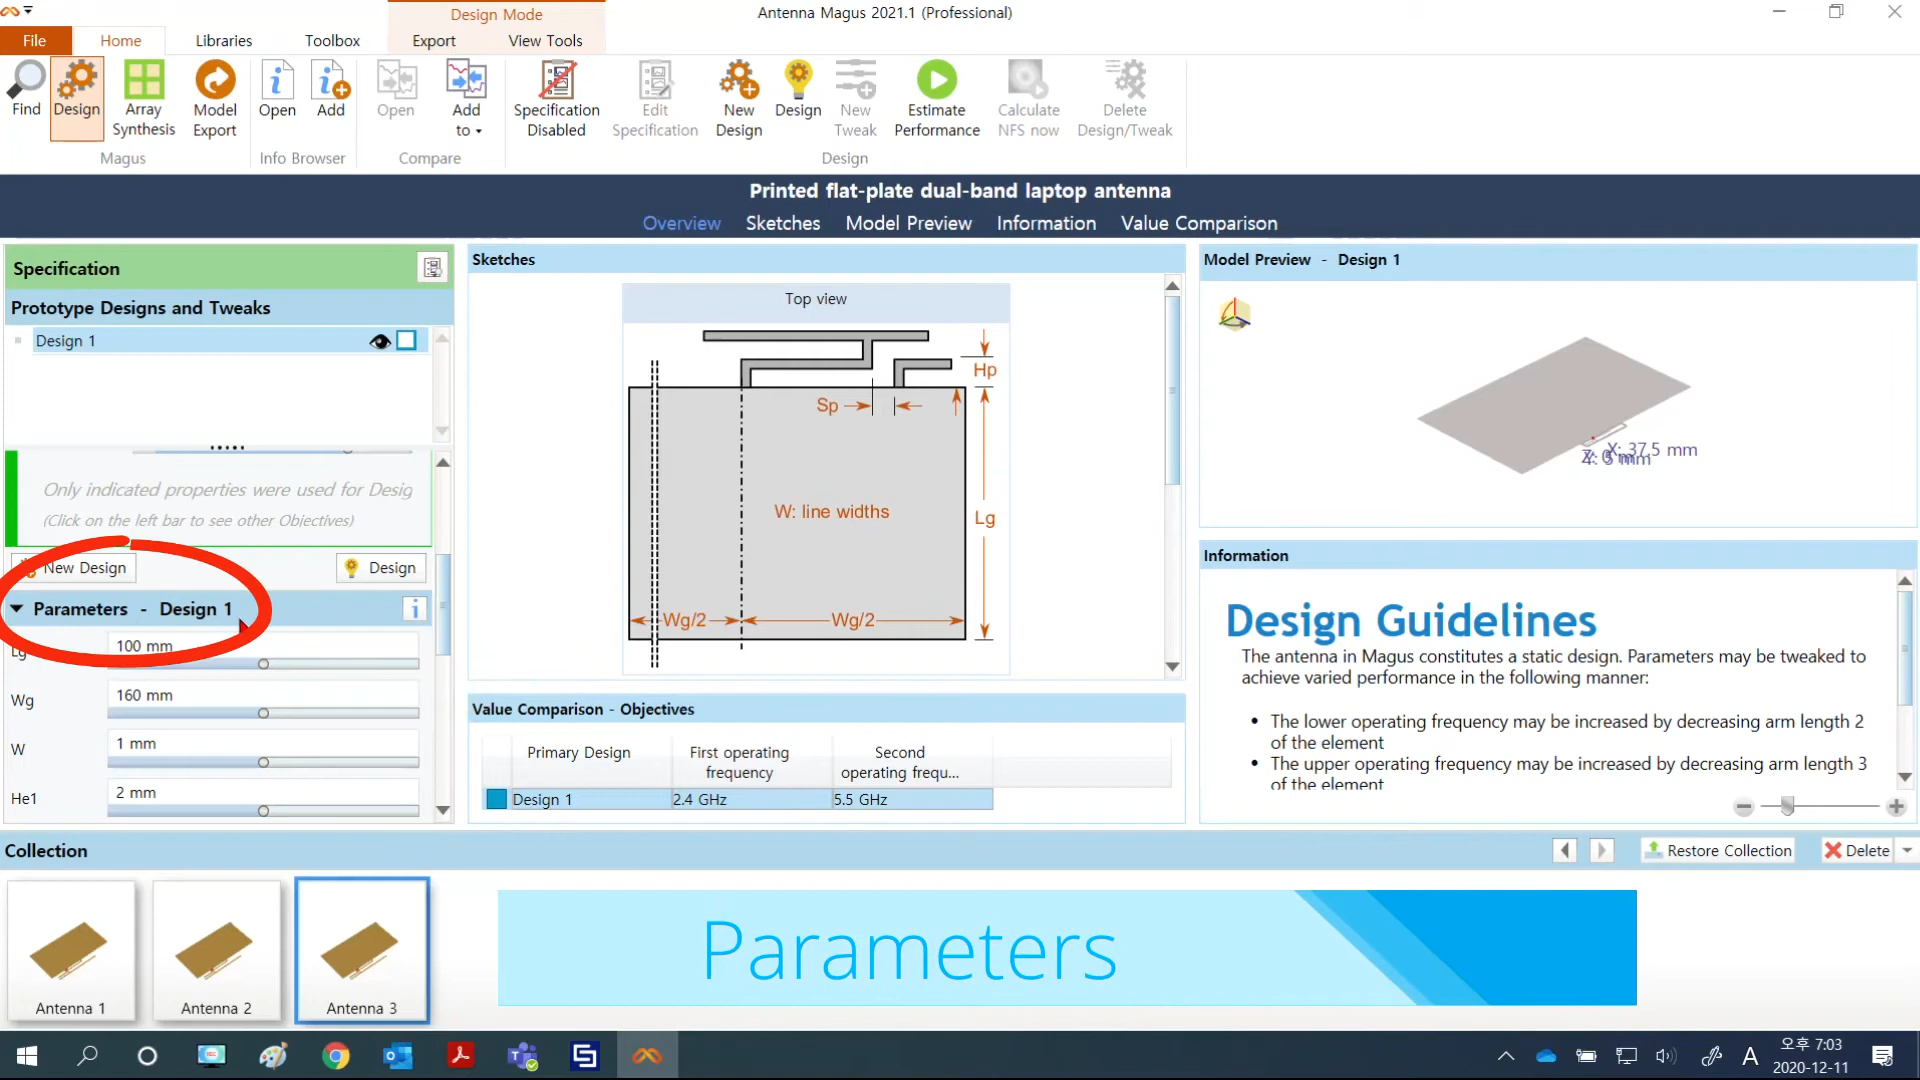 Design Mode
Antenna Magus 2021.1 (Professional)
File
Home
Libraries
Toolbox
Export
View Tools
Find
Design
Array
Synthesis
Model
Export
Open
Add
Open
Add
to
Specification
Disabled
Edit
Specification
New
Design
Design
New
Tweak
Estimate
Performance
Calculate
NFS now
Delete
Design/Tweak
Magus
Info Browser
Compare
Design
Printed flat-plate dual-band laptop antenna
Overview
Sketches
Model Preview
Information
Value Comparison
Specification
Prototype Designs and Tweaks
Design 1
Only indicated properties were used for Desig
(Click on the left bar to see other Objectives)
New Design
Design
Parameters - Design 1
Lg
100 mm
Wg
160 mm
W
1 mm
He1
2 mm
Sketches
Top view
Hp
Sp
W: line widths
Lg
Wg/2
Wg/2
Value Comparison - Objectives
Primary Design
First operating
frequency
Second
operating frequ...
Design 1
2.4 GHz
5.5 GHz
Model Preview - Design 1
X: 37.5 mm
Information
Design Guidelines
The antenna in Magus constitutes a static design. Parameters may be tweaked to
achieve varied performance in the following manner:
• The lower operating frequency may be increased by decreasing arm length 2
of the element
• The upper operating frequency may be increased by decreasing arm length 3
of the element
Collection
Restore Collection
Delete
Antenna 1
Antenna 2
Antenna 3
Parameters
A
오후 7:03
2020-12-11